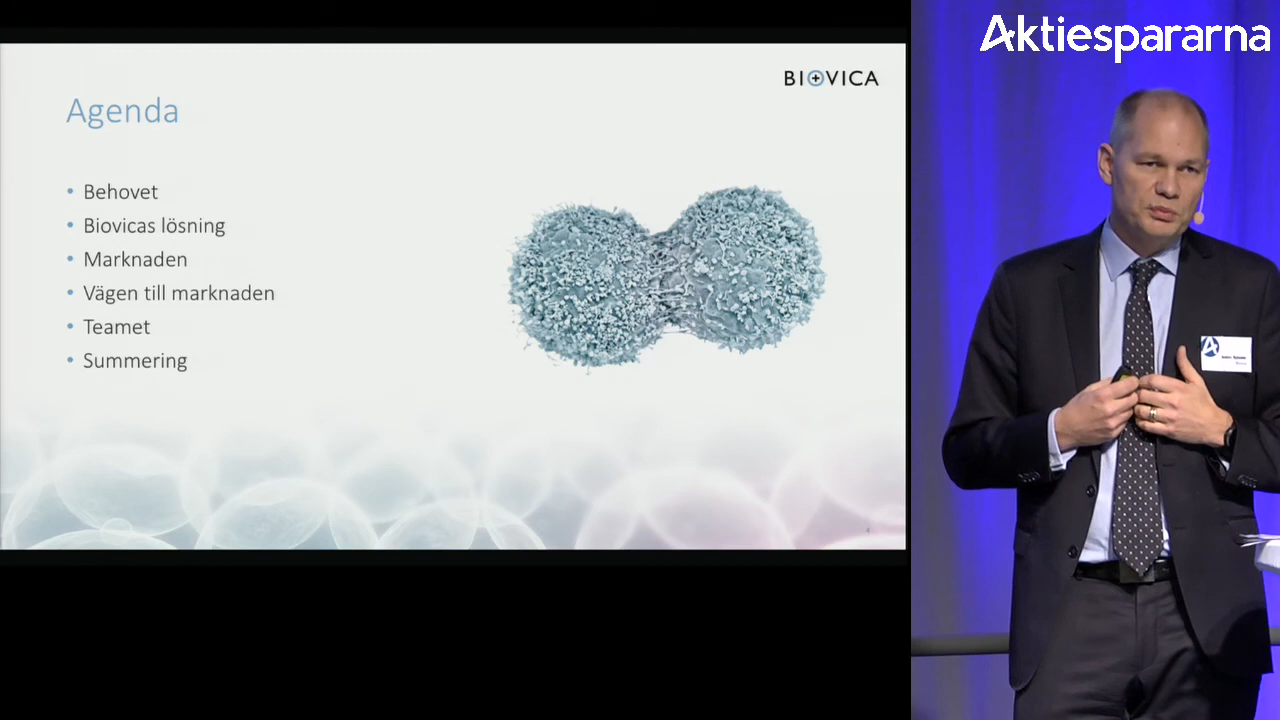 Aktiespararna
BIOVICA
Agenda
• Behovet
• Biovicas lösning
• Marknaden
• Vägen till marknaden
• Teamet
• Summering